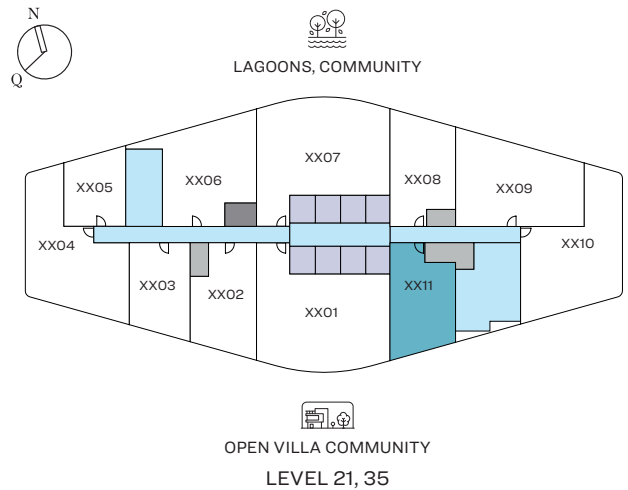 N
Q
LAGOONS, COMMUNITY
XX07
XX05
XX06
XX08
XX09
XX04
XX10
XX03
XX02
XX11
XX01
OPEN VILLA COMMUNITY
LEVEL 21, 35